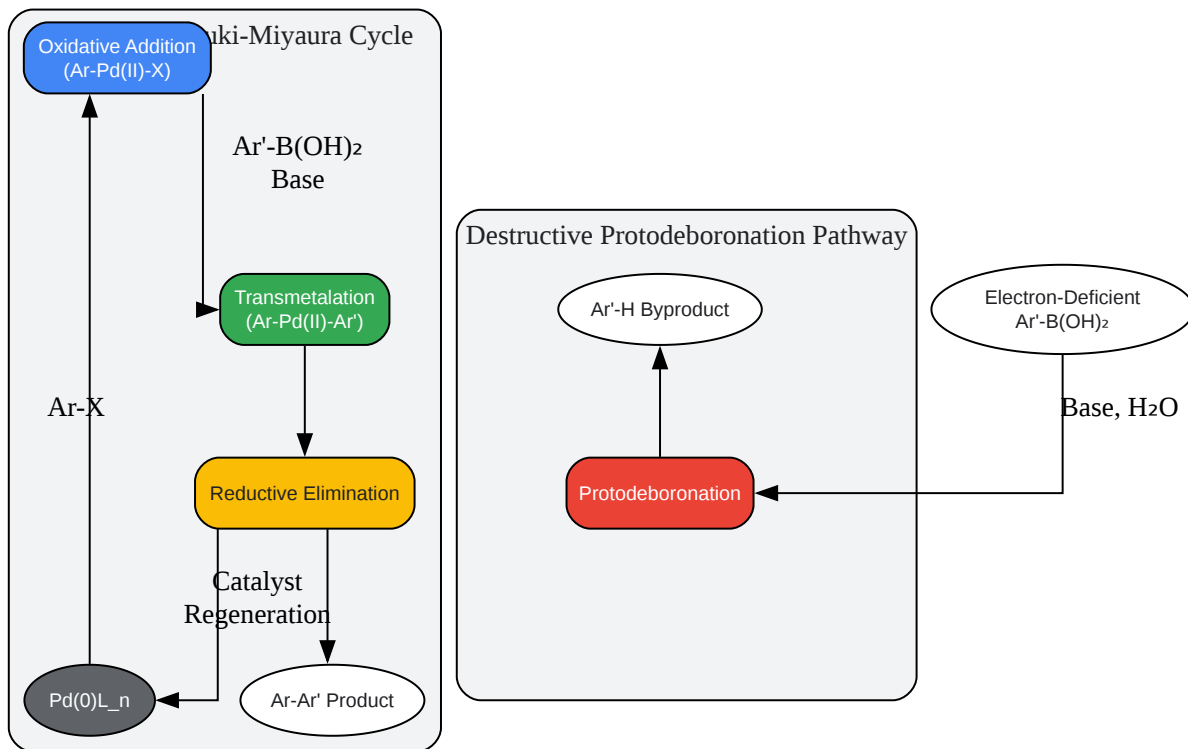 Miyaura Cycle
Oxidative Addition
(Ar-Pd(II)-X)
Ar'-B(OH)₂
Base
Transmetalation
(Ar-Pd(II)-Ar')
Ar-X
Reductive Elimination
Catalyst
Regeneration
Pd(0)L_n
Ar-Ar' Product
Destructive Protodeboronation Pathway
Ar'-H Byproduct
Protodeboronation
Electron-Deficient
Ar'-B(OH)₂
Base, H₂O